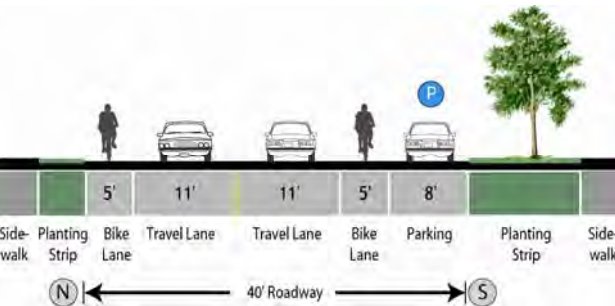 P
5' 11' 11' 5' 8'
Side- Planting Bike Travel Lane Travel Lane Bike Parking Planting Side-
walk Strip Lane Lane Strip walk
N 40' Roadway S